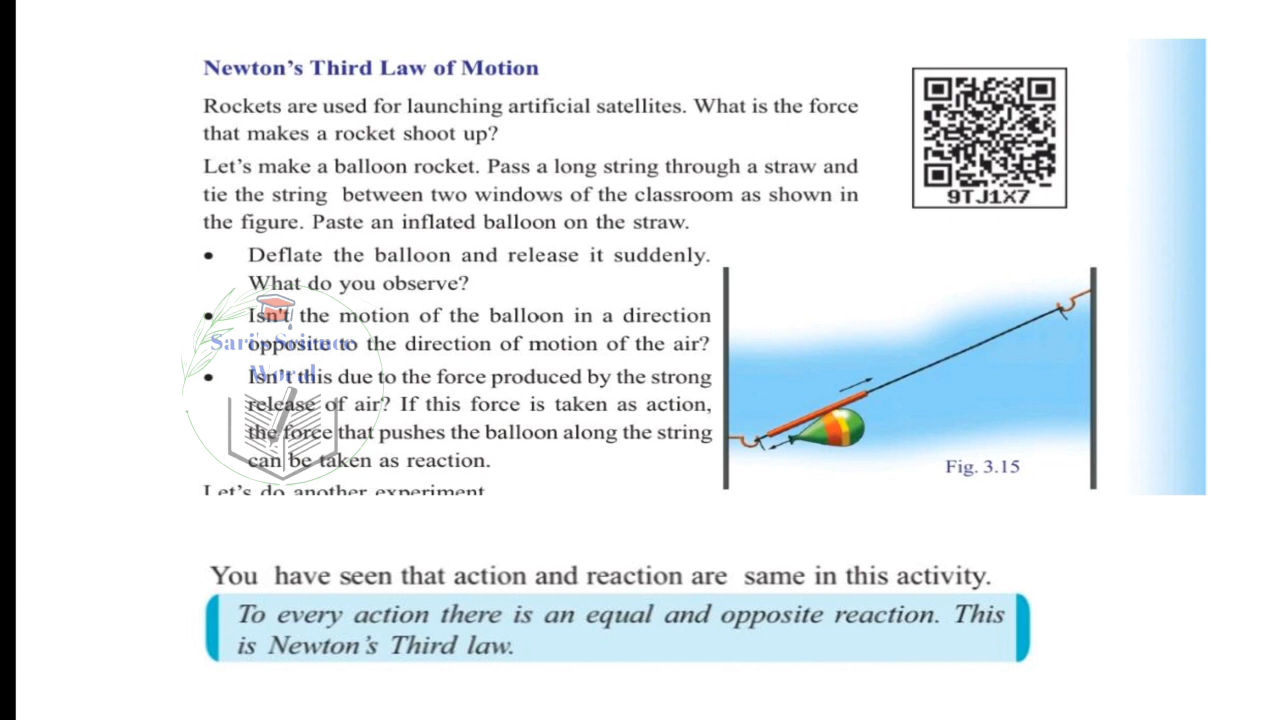 Newton's Third Law of Motion
Rockets are used for launching artificial satellites. What is the force
that makes a rocket shoot up?
Let's make a balloon rocket. Pass a long string through a straw and
tie the string between two windows of the classroom as shown in
the figure. Paste an inflated balloon on the straw.
• Deflate the balloon and release it suddenly.
What do you observe?
• Isn't the motion of the balloon in a direction
opposite to the direction of motion of the air?
• Isn't this due to the force produced by the strong
release of air? If this force is taken as action,
the force that pushes the balloon along the string
can be taken as reaction.
Let's do another experiment
9TJ1X7
Fig. 3.15
Sari's Science
World
You have seen that action and reaction are same in this activity.
To every action there is an equal and opposite reaction. This
is Newton's Third law.